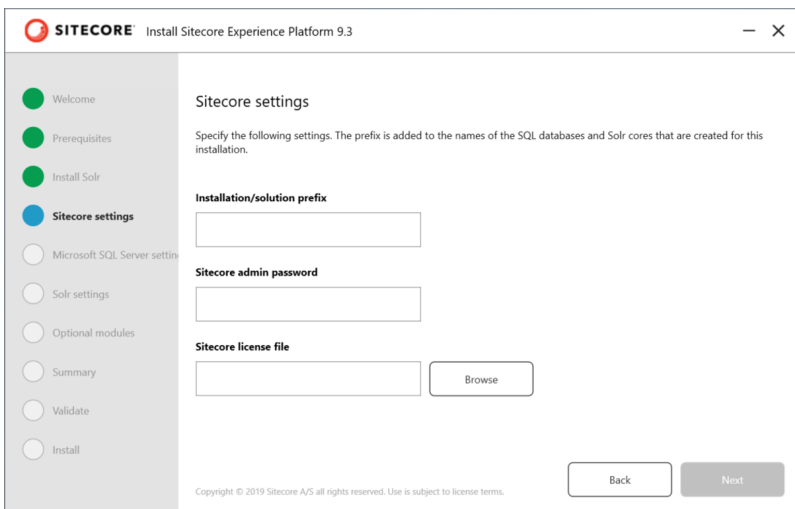 SITECORE Install Sitecore Experience Platform 9.3
Welcome
Prerequisites
Install Solr
Sitecore settings
Microsoft SQL Server settin
Solr settings
Optional modules
Summary
Validate
Install
Sitecore settings
Specify the following settings. The prefix is added to the names of the SQL databases and Solr cores that are created for this
installation.
Installation/solution prefix
Sitecore admin password
Sitecore license file
Browse
Back
Next
Copyright © 2019 Sitecore A/S all rights reserved. Use is subject to license terms.